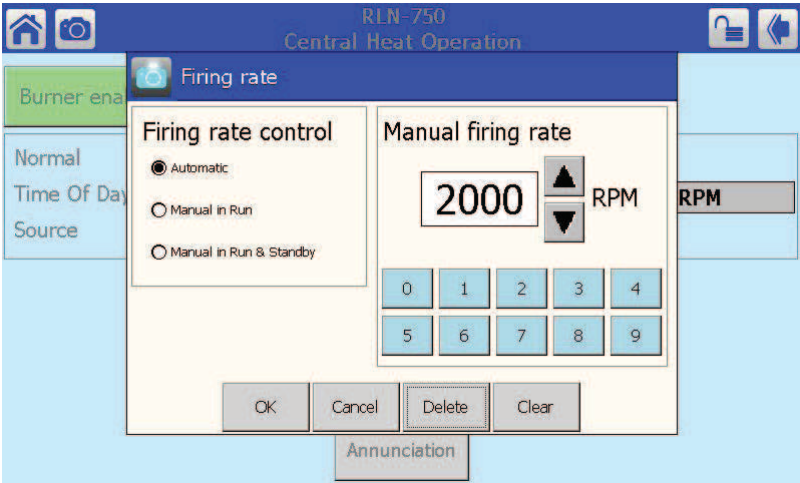 RLN-750
Central Heat Operation
Firing rate
Burner ena
Firing rate control
Manual firing rate
Normal
Automatic
Time Of Day
2000
RPM
RPM
Manual in Run
Source
Manual in Run & Standby
0 1 2 3 4
5 6 7 8 9
OK Cancel Delete Clear
Annunciation